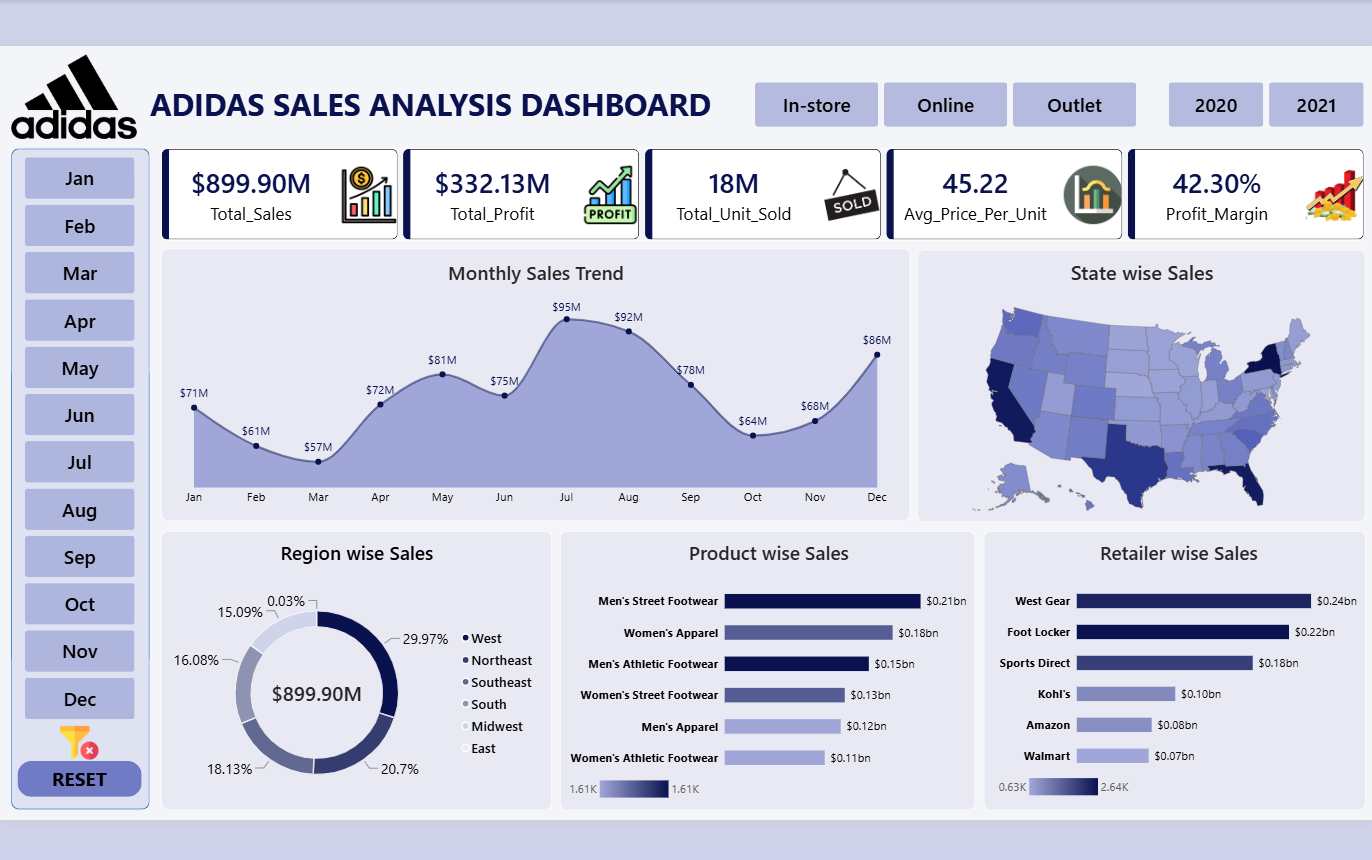 adidas
ADIDAS SALES ANALYSIS DASHBOARD
In-store
Online
Outlet
2020
2021
Jan
Feb
Mar
Apr
May
Jun
Jul
Aug
Sep
Oct
Nov
Dec
RESET
$899.90M
Total_Sales
$332.13M
Total_Profit
PROFIT
18M
Total_Unit_Sold
SOLD
45.22
Avg_Price_Per_Unit
42.30%
Profit_Margin
Monthly Sales Trend
$71M
$61M
$57M
$72M
$81M
$75M
$95M
$92M
$78M
$64M
$68M
$86M
Jan Feb Mar Apr May Jun Jul Aug Sep Oct Nov Dec
State wise Sales
Region wise Sales
0.03%
15.09%
16.08%
18.13%
20.7%
29.97%
$899.90M
West
Northeast
Southeast
South
Midwest
East
Product wise Sales
Men's Street Footwear $0.21bn
Women's Apparel $0.18bn
Men's Athletic Footwear $0.15bn
Women's Street Footwear $0.13bn
Men's Apparel $0.12bn
Women's Athletic Footwear $0.11bn
1.61K 1.61K
Retailer wise Sales
West Gear $0.24bn
Foot Locker $0.22bn
Sports Direct $0.18bn
Kohl's $0.10bn
Amazon $0.08bn
Walmart $0.07bn
0.63K 2.64K